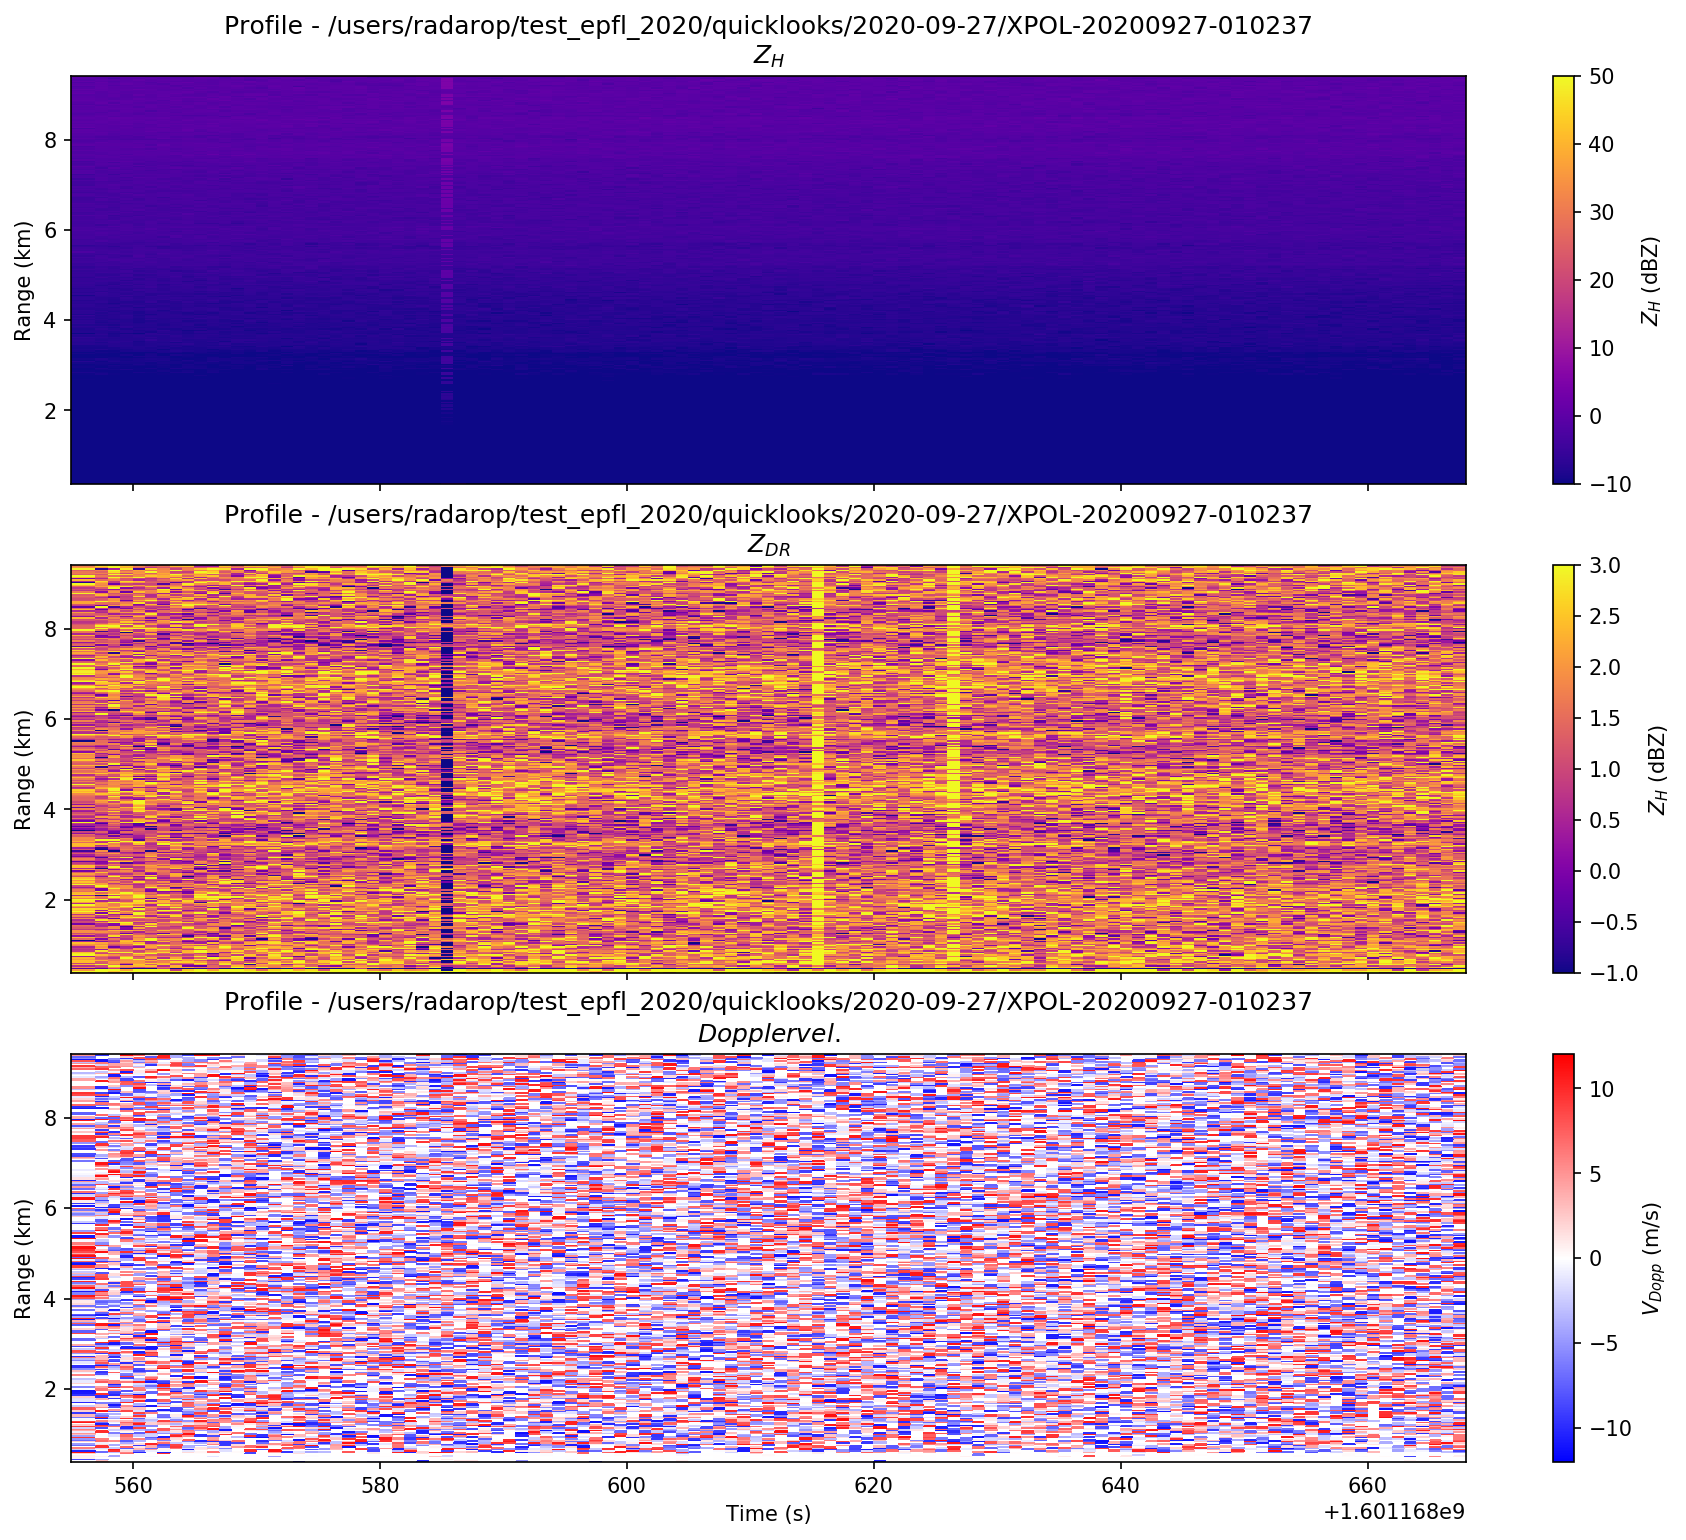 Profile - /users/radarop/test_epfl_2020/quicklooks/2020-09-27/XPOL-20200927-010237
Z_H
8
6
4
2
Range (km)
50
40
30
20
10
0
−10
Z_H (dBZ)
Profile - /users/radarop/test_epfl_2020/quicklooks/2020-09-27/XPOL-20200927-010237
Z_DR
8
6
4
2
Range (km)
3.0
2.5
2.0
1.5
1.0
0.5
0.0
−0.5
−1.0
Z_H (dBZ)
Profile - /users/radarop/test_epfl_2020/quicklooks/2020-09-27/XPOL-20200927-010237
Dopplervel.
8
6
4
2
Range (km)
560 580 600 620 640 660
Time (s)
+1.601168e9
10
5
0
−5
−10
V_Dopp (m/s)